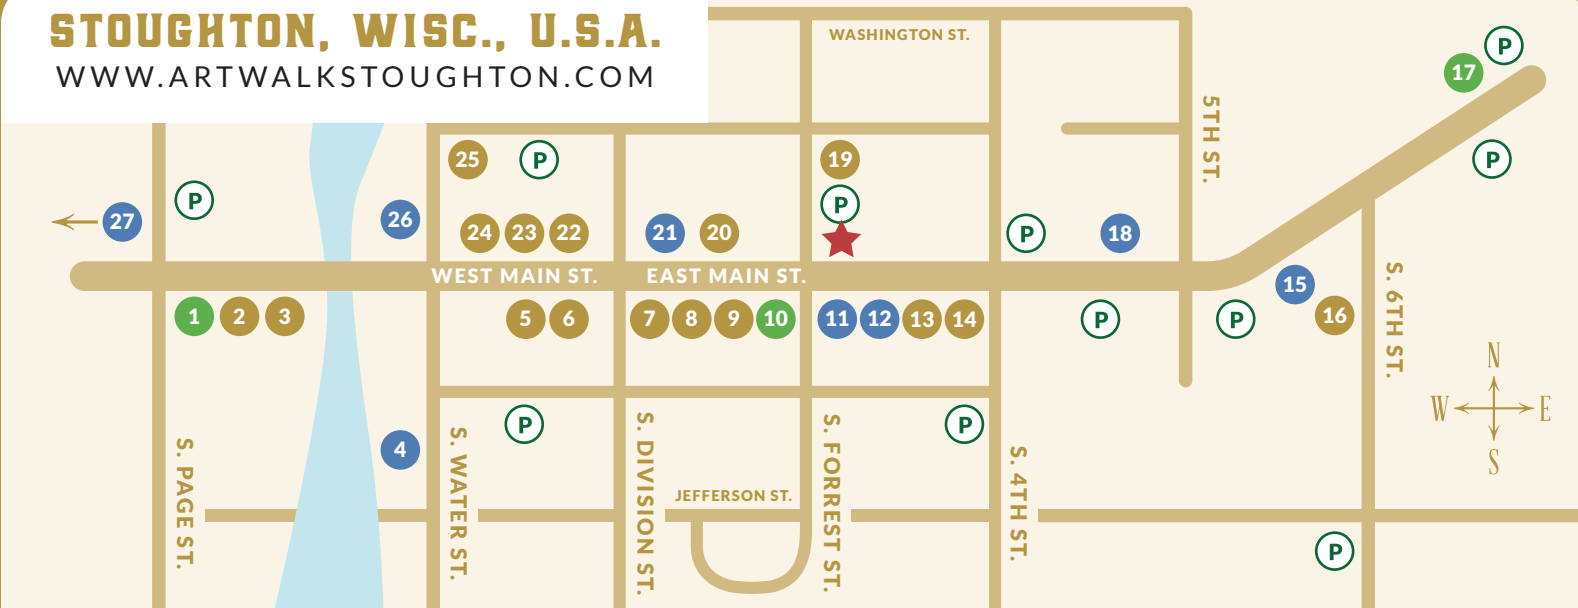 STOUGHTON, WISC., U.S.A.
WWW.ARTWALKSTOUGHTON.COM
WASHINGTON ST.
P
17
5TH ST.
25
P
19
P
P
27
P
26
24
23
22
21
20
P
18
WEST MAIN ST.
EAST MAIN ST.
1
2
3
5
6
7
8
9
10
11
12
13
14
P
P
15
16
S. 6TH ST.
N
W
E
S
4
P
P
S. PAGE ST.
S. WATER ST.
S. DIVISION ST.
JEFFERSON ST.
S. FORREST ST.
S. 4TH ST.
P